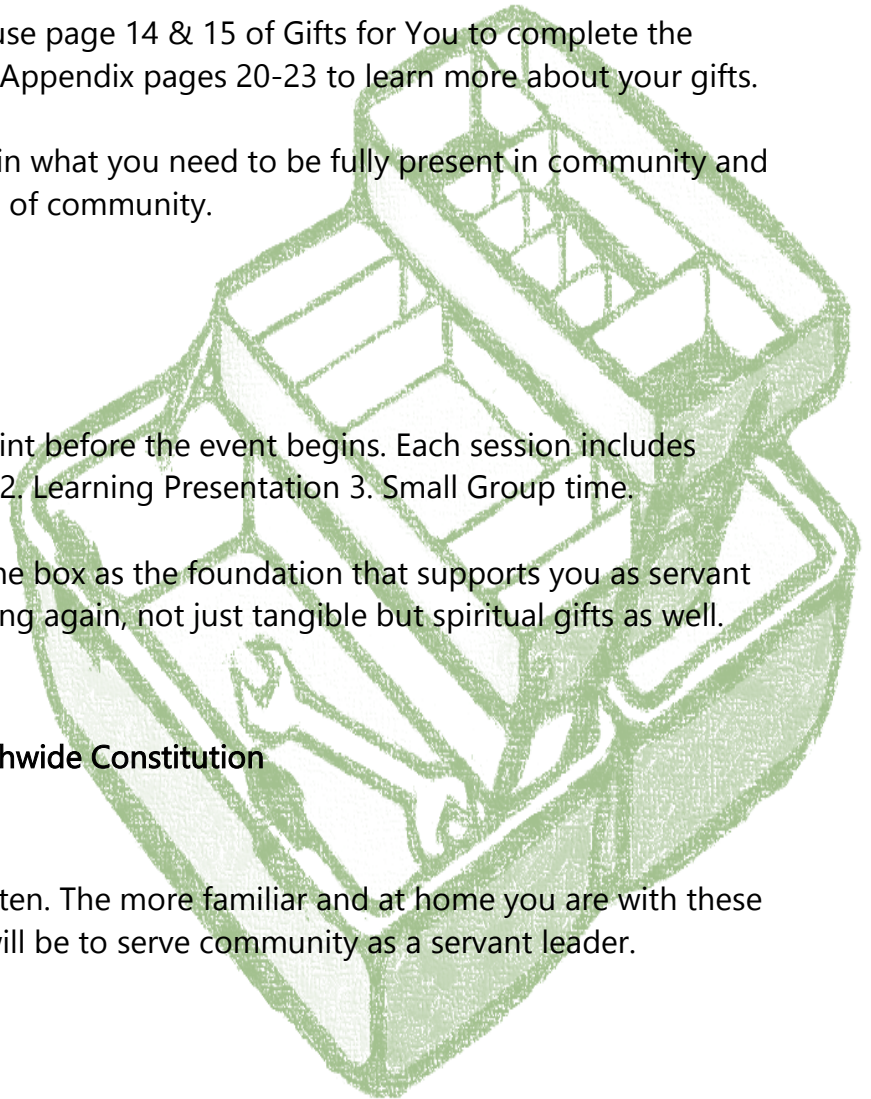 use page 14 & 15 of Gifts for You to complete the
Appendix pages 20-23 to learn more about your gifts.
in what you need to be fully present in community and
of community.
int before the event begins. Each session includes
2. Learning Presentation 3. Small Group time.
he box as the foundation that supports you as servant
ng again, not just tangible but spiritual gifts as well.
hwide Constitution
ten. The more familiar and at home you are with these
will be to serve community as a servant leader.